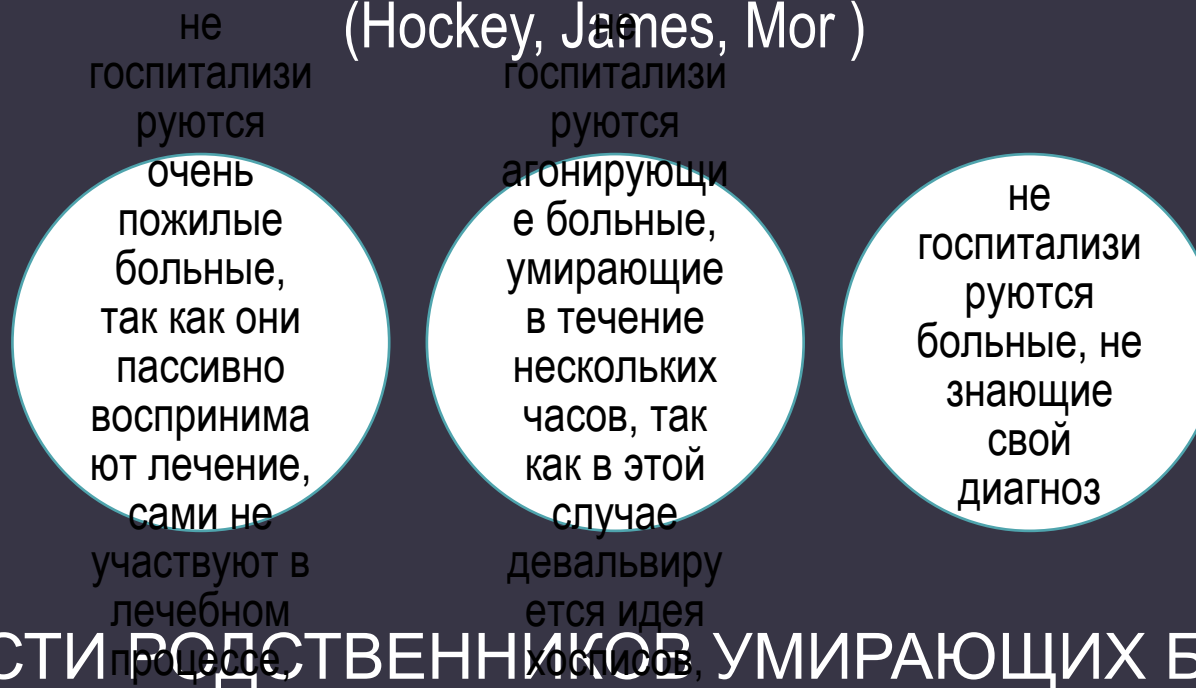 (Hockey, James, Mor )
не
госпитализи
руются
очень
пожилые
больные,
так как они
пассивно
воспринима
ют лечение,
сами не
участвуют в
лечебном
процессе,
не
госпитализи
руются
агонирующи
е больные,
умирающие
в течение
нескольких
часов, так
как в этой
случае
девальвиру
ется идея
хосписов,
не
госпитализи
руются
больные, не
знающие
свой
диагноз
СТИ РОДСТВЕННИКОВ УМИРАЮЩИХ Б